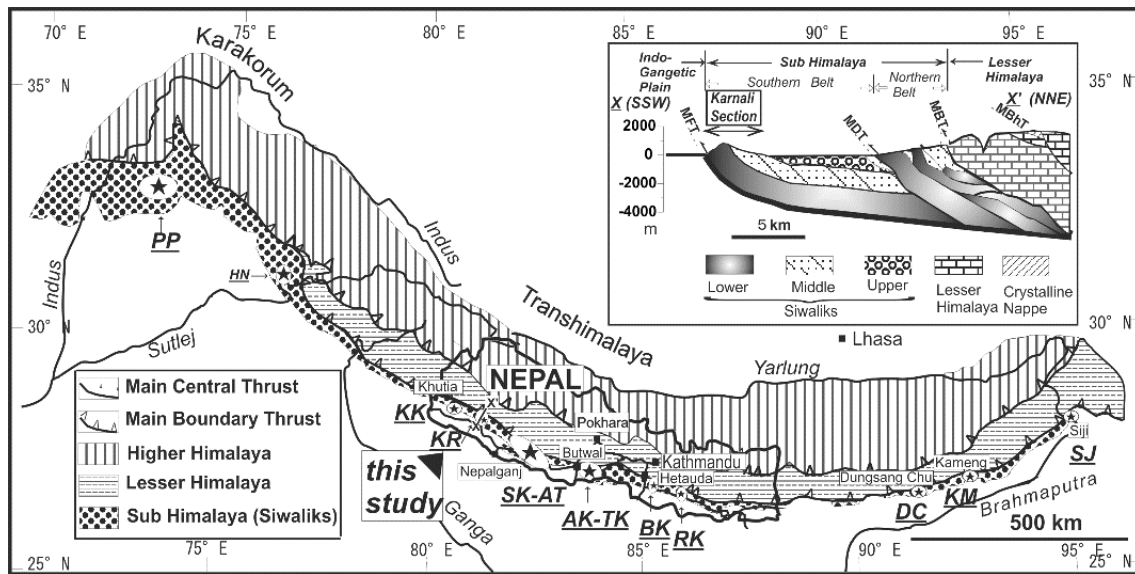 70° E
75° E
80° E
85° E
90° E
95° E
35° N
35° N
30° N
30° N
25° N
25° N
75° E
80° E
85° E
90° E
95° E
Karakorum
Indus
Indus
Sutlej
Transhimalaya
Yarlung
Lhasa
NEPAL
PP
HN
Khutia
KK
KR
X
Nepalganj
this
study
Ganga
Pokhara
Butwal
SK-AT
AK-TK
Kathmandu
Hetauda
BK
RK
Dungsang Chu
DC
Kameng
KM
Siji
SJ
Brahmaputra
500 km
Main Central Thrust
Main Boundary Thrust
Higher Himalaya
Lesser Himalaya
Sub Himalaya (Siwaliks)
Indo-
Gangetic
Plain
Sub Himalaya
Lesser
Himalaya
Southern Belt
Northern
Belt
X (SSW)
X' (NNE)
Karnali
Section
MFT
MDT
MBT
MBhT
2000
0
-2000
-4000
m
5 km
Lower
Middle
Upper
Siwaliks
Lesser
Himalaya
Crystalline
Nappe